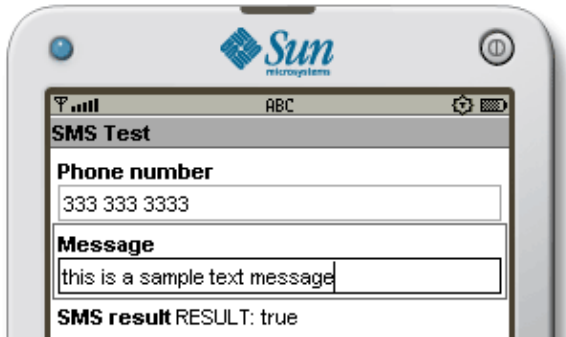 Sun
microsystems
ABC
SMS Test
Phone number
333 333 3333
Message
this is a sample text message
SMS result RESULT: true